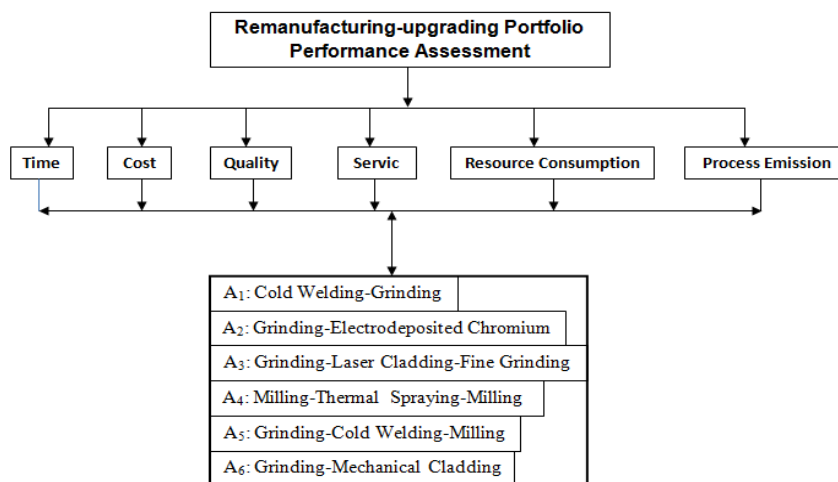 Remanufacturing-upgrading Portfolio
Performance Assessment
Time
Cost
Quality
Servic
Resource Consumption
Process Emission
A₁: Cold Welding-Grinding
A₂: Grinding-Electrodeposited Chromium
A₃: Grinding-Laser Cladding-Fine Grinding
A₄: Milling-Thermal Spraying-Milling
A₅: Grinding-Cold Welding-Milling
A₆: Grinding-Mechanical Cladding